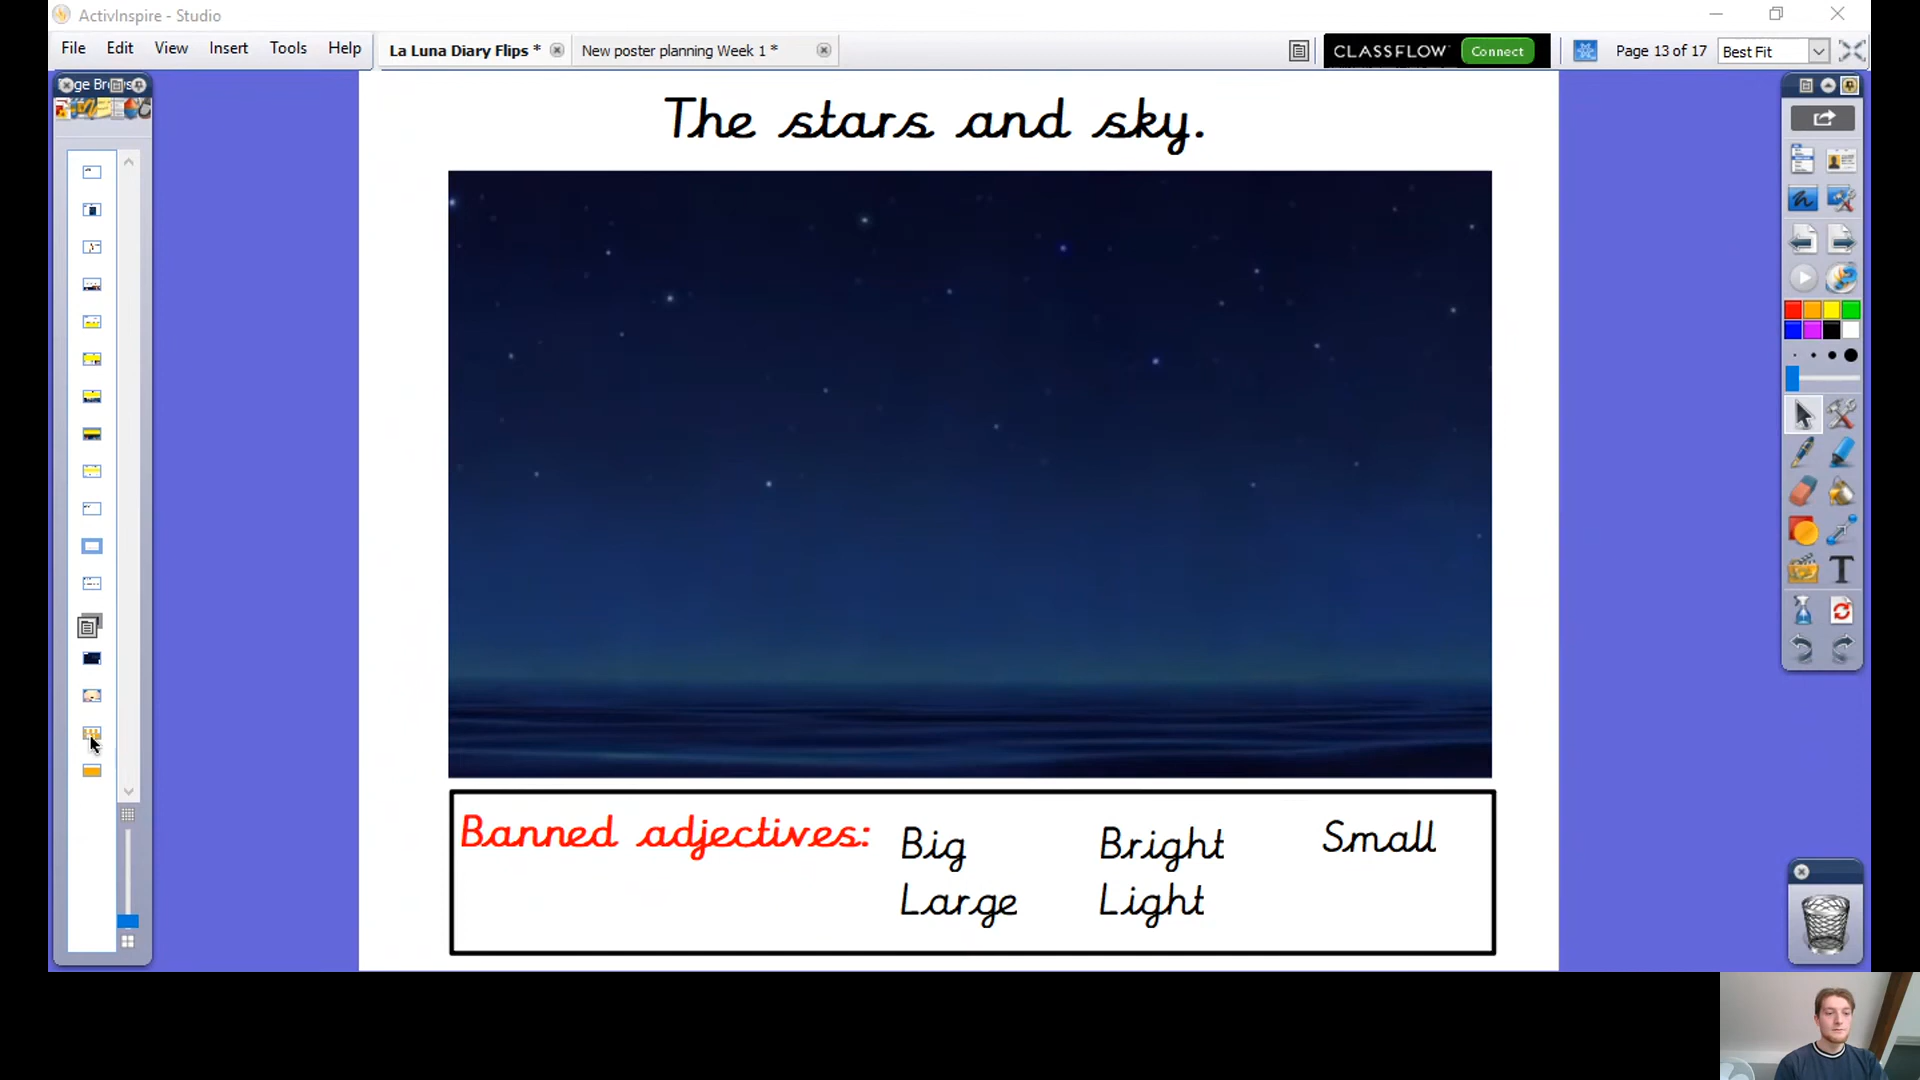 ActivInspire - Studio
File Edit View Insert Tools Help
La Luna Diary Flips * New poster planning Week 1 *
CLASSFLOW Connect
Page 13 of 17 Best Fit
The stars and sky.
Banned adjectives: Big Bright Small
Large Light